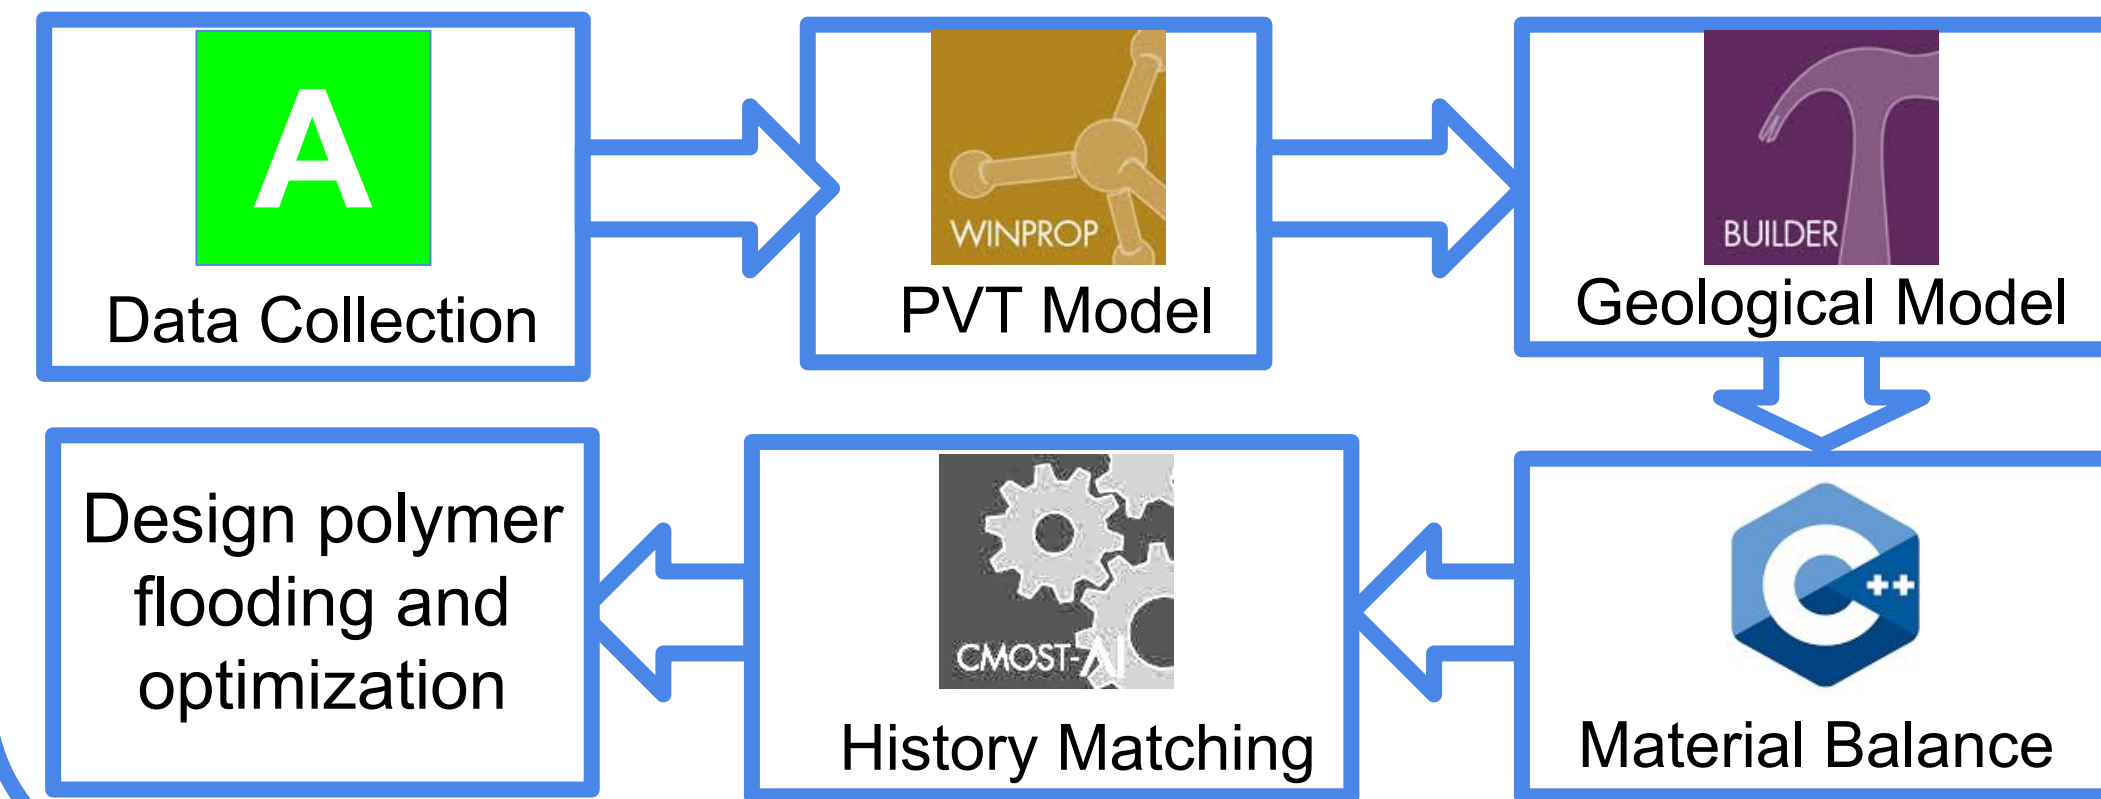 A
Data Collection
WINPROP
PVT Model
BUILDER
Geological Model
Design polymer
flooding and
optimization
CMOST-AI
History Matching
C++
Material Balance